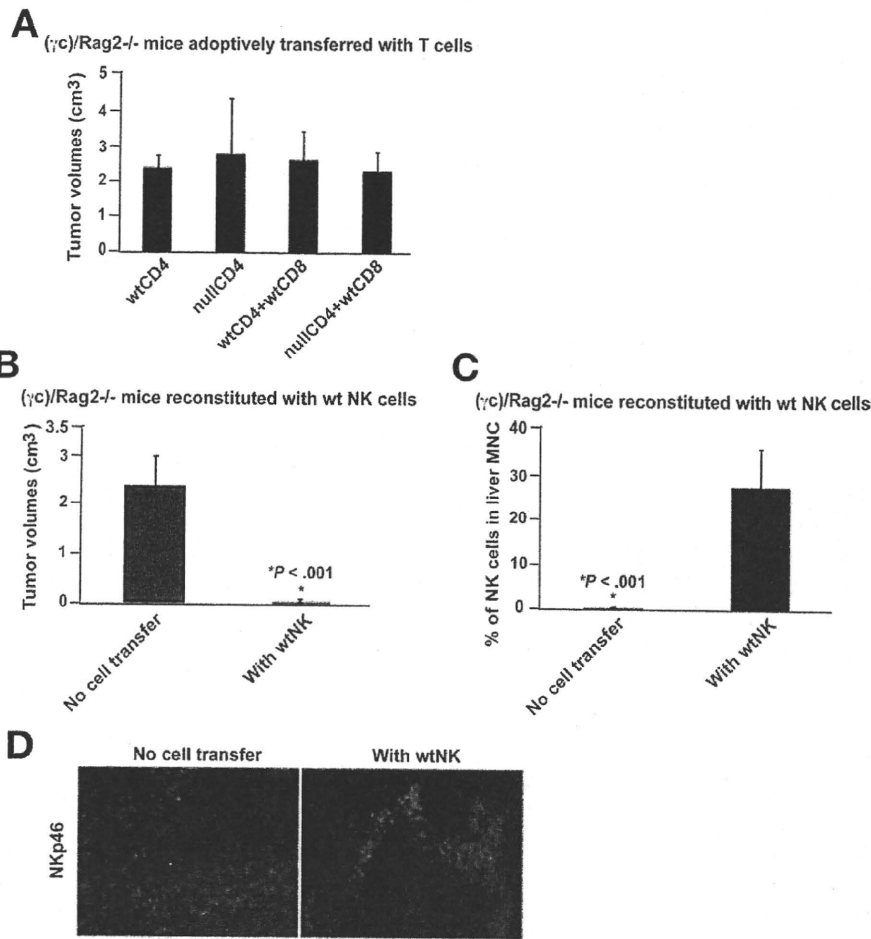 A
(γc)/Rag2-/- mice adoptively transferred with T cells
Tumor volumes (cm3)
5
4
3
2
1
0
wtCD4
nullCD4
wtCD4+wtCD8
nullCD4+wtCD8
B
(γc)/Rag2-/- mice reconstituted with wt NK cells
Tumor volumes (cm3)
3.5
3
2
1
0
*P < .001
*
No cell transfer
With wtNK
C
(γc)/Rag2-/- mice reconstituted with wt NK cells
% of NK cells in liver MNC
40
30
20
10
0
*P < .001
*
No cell transfer
With wtNK
D
No cell transfer
With wtNK
NKp46